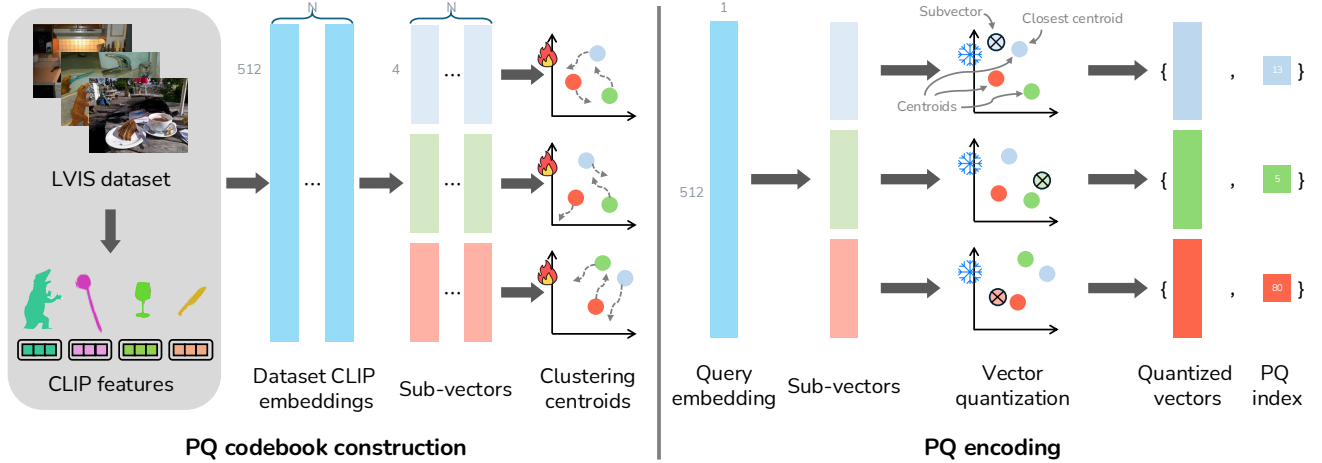 N
N
512
4
...
...
...
...
LVIS dataset
CLIP features
Dataset CLIP
embeddings
Sub-vectors
Clustering
centroids
PQ codebook construction
1
512
Subvector
Closest centroid
Centroids
{ , 13 }
{ , 5 }
{ , 80 }
Query
embedding
Sub-vectors
Vector
quantization
Quantized
vectors
PQ
index
PQ encoding